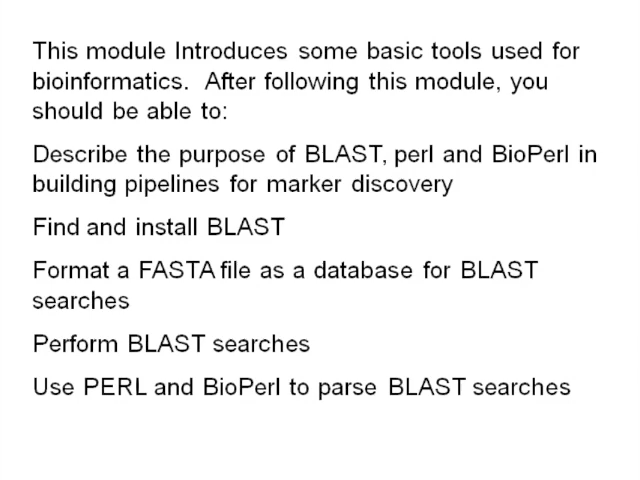 This module Introduces some basic tools used for
bioinformatics.  After following this module, you
should be able to:
Describe the purpose of BLAST, perl and BioPerl in
building pipelines for marker discovery
Find and install BLAST
Format a FASTA file as a database for BLAST
searches
Perform BLAST searches
Use PERL and BioPerl to parse BLAST searches